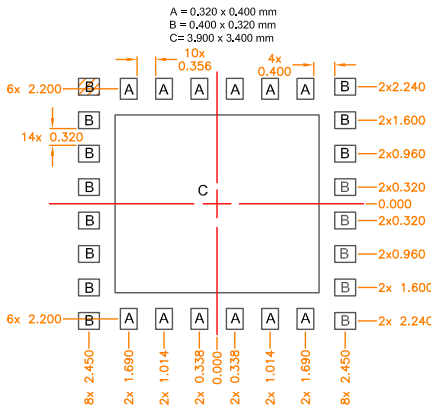 A = 0.320 x 0.400 mm
B = 0.400 x 0.320 mm
C= 3.900 x 3.400 mm
10x
0.356
4x
0.400
6x 2.200
B A A A A A A B
2x2.240
B B
2x1.600
14x 0.320
B B
2x0.960
B C B
2x0.320
0.000
B B
2x0.320
B B
2x0.960
B B
2x 1.600
6x 2.200
B A A A A A A B
2x 2.240
8x 2.450
2x 1.690
2x 1.014
2x 0.338
0.000
2x 0.338
2x 1.014
2x 1.690
8x 2.450